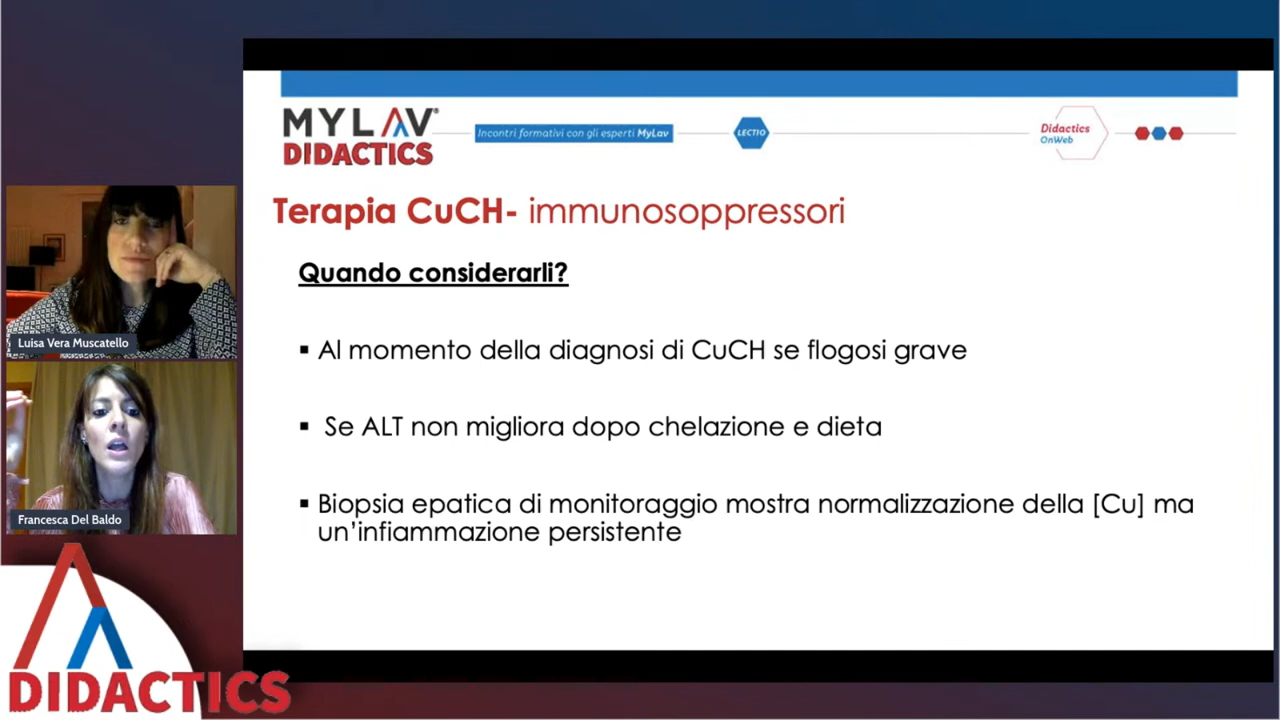 MYLAV®
DIDACTICS
Incontri formativi con gli esperti MyLav
LECTIO
Didactics
OnWeb
Terapia CuCH- immunosoppressori
Quando considerarli?
▪ Al momento della diagnosi di CuCH se flogosi grave
▪ Se ALT non migliora dopo chelazione e dieta
▪ Biopsia epatica di monitoraggio mostra normalizzazione della [Cu] ma
un'infiammazione persistente
Luisa Vera Muscatello
Francesca Del Baldo
DIDACTICS